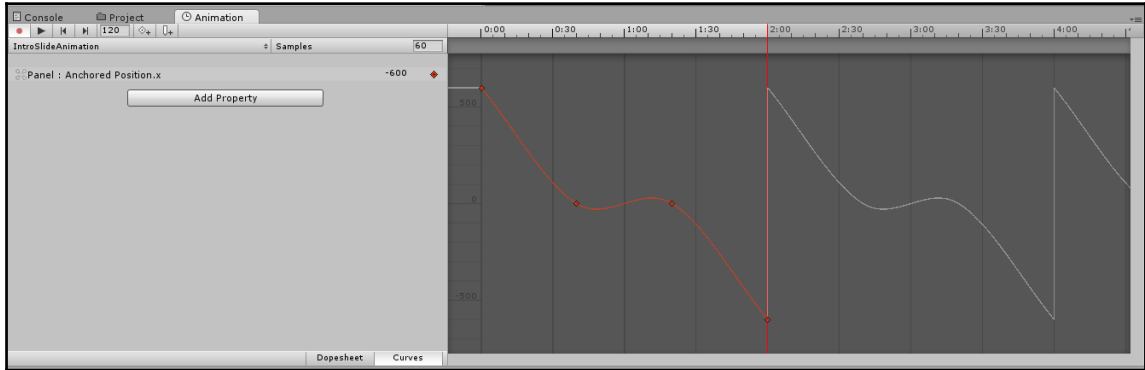 Console Project Animation
120 0:00 0:30 1:00 1:30 2:00 2:30 3:00 3:30 4:00
IntroSlideAnimation Samples 60
Panel : Anchored Position.x -600
Add Property
500
0
-500
Dopesheet Curves